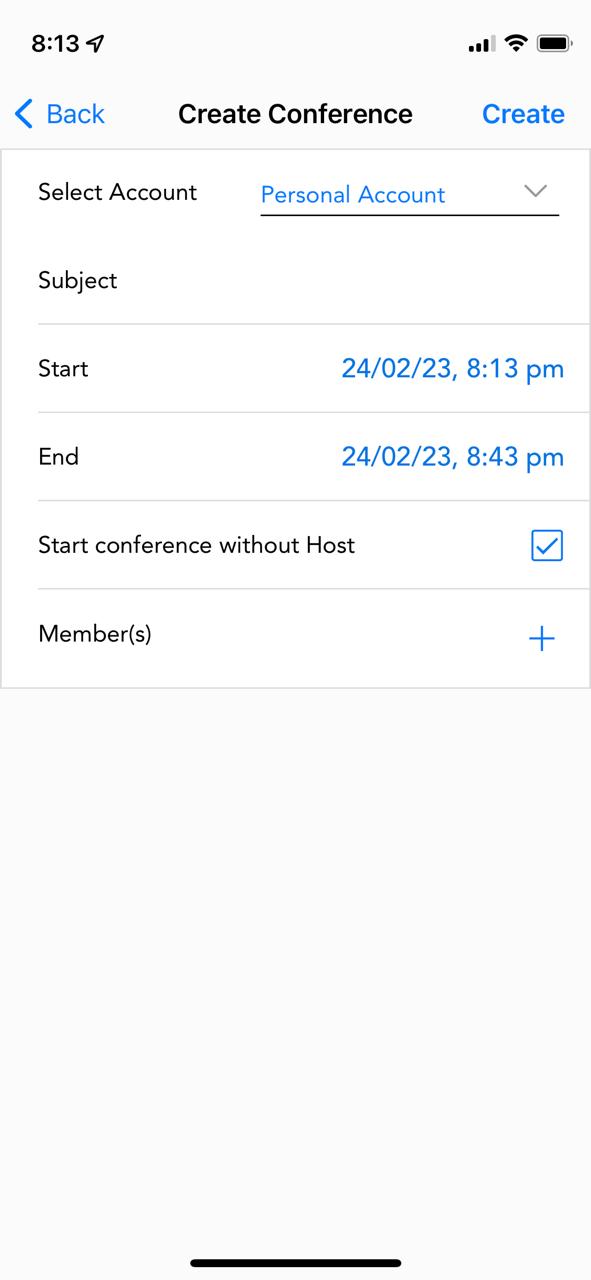 8:13
Back Create Conference Create
Select Account Personal Account
Subject
Start 24/02/23, 8:13 pm
End 24/02/23, 8:43 pm
Start conference without Host
Member(s)